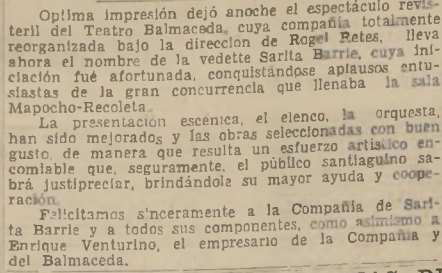 Optima impresión dejó anoche el espectáculo revis-
teril del Teatro Balmaceda, cuya compañía totalmente
reorganizada bajo la dirección de Rogel Retes, lleva
ahora el nombre de la vedette Sarita Barrie, cuya ini-
ciación fué afortunada, conquistándose aplausos entu-
siastas de la gran concurrencia que llenaba la sala
Mapocho-Recoleta.
La presentación escénica, el elenco, la orquesta,
han sido mejorados y las obras seleccionadas con buen
gusto, de manera que resulta un esfuerzo artístico en-
comiable que, seguramente, el público santiaguino sa-
brá justipreciar, brindándole su mayor ayuda y coope-
ración.
Felicitamos s'nceramente a la Compañía de Sari-
ta Barrie y a todos sus componentes, como asimismo a
Enrique Venturino, el empresario de la Compañía y
del Balmaceda.